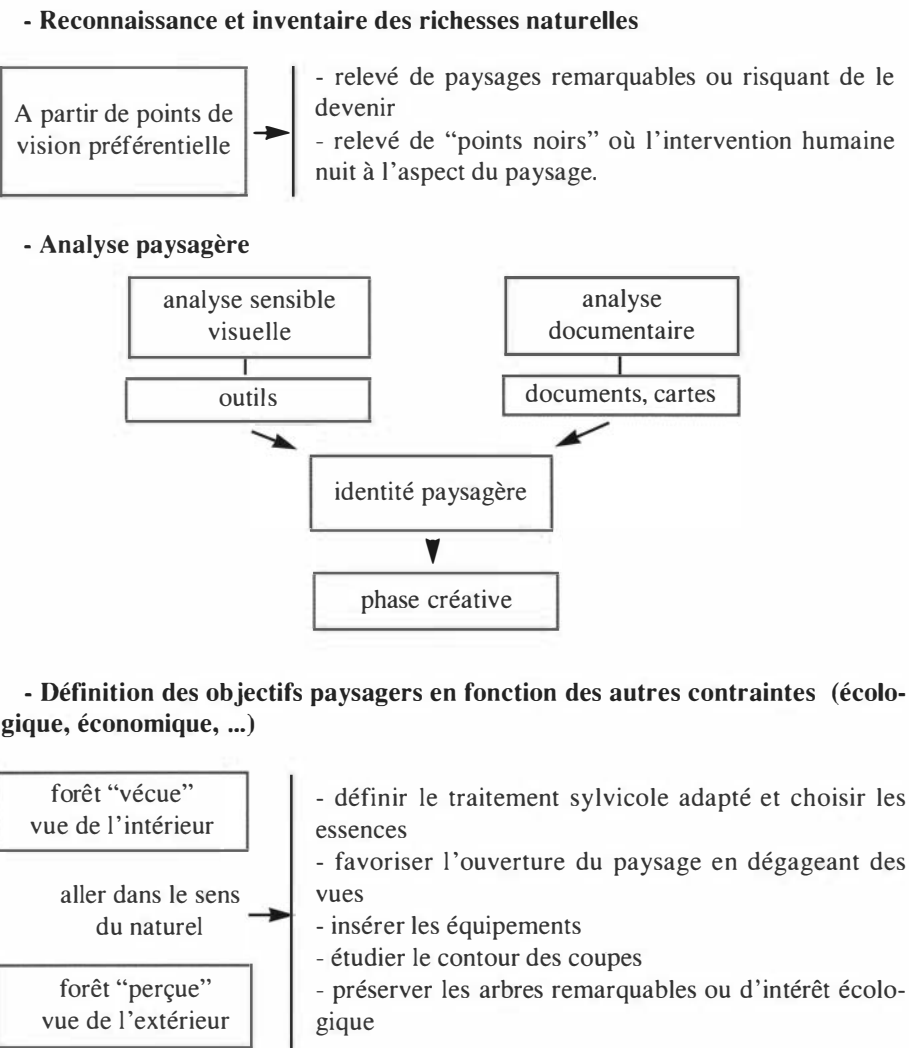 - Reconnaissance et inventaire des richesses naturelles
A partir de points de
vision préférentielle
- relevé de paysages remarquables ou risquant de le
devenir
- relevé de “points noirs” où l’intervention humaine
nuit à l’aspect du paysage.
- Analyse paysagère
analyse sensible
visuelle
analyse
documentaire
outils
documents, cartes
identité paysagère
phase créative
- Définition des objectifs paysagers en fonction des autres contraintes (écolo-
gique, économique, ...)
forêt “vécue”
vue de l’intérieur
aller dans le sens
du naturel
forêt “perçue”
vue de l’extérieur
- définir le traitement sylvicole adapté et choisir les
essences
- favoriser l’ouverture du paysage en dégageant des
vues
- insérer les équipements
- étudier le contour des coupes
- préserver les arbres remarquables ou d’intérêt écolo-
gique